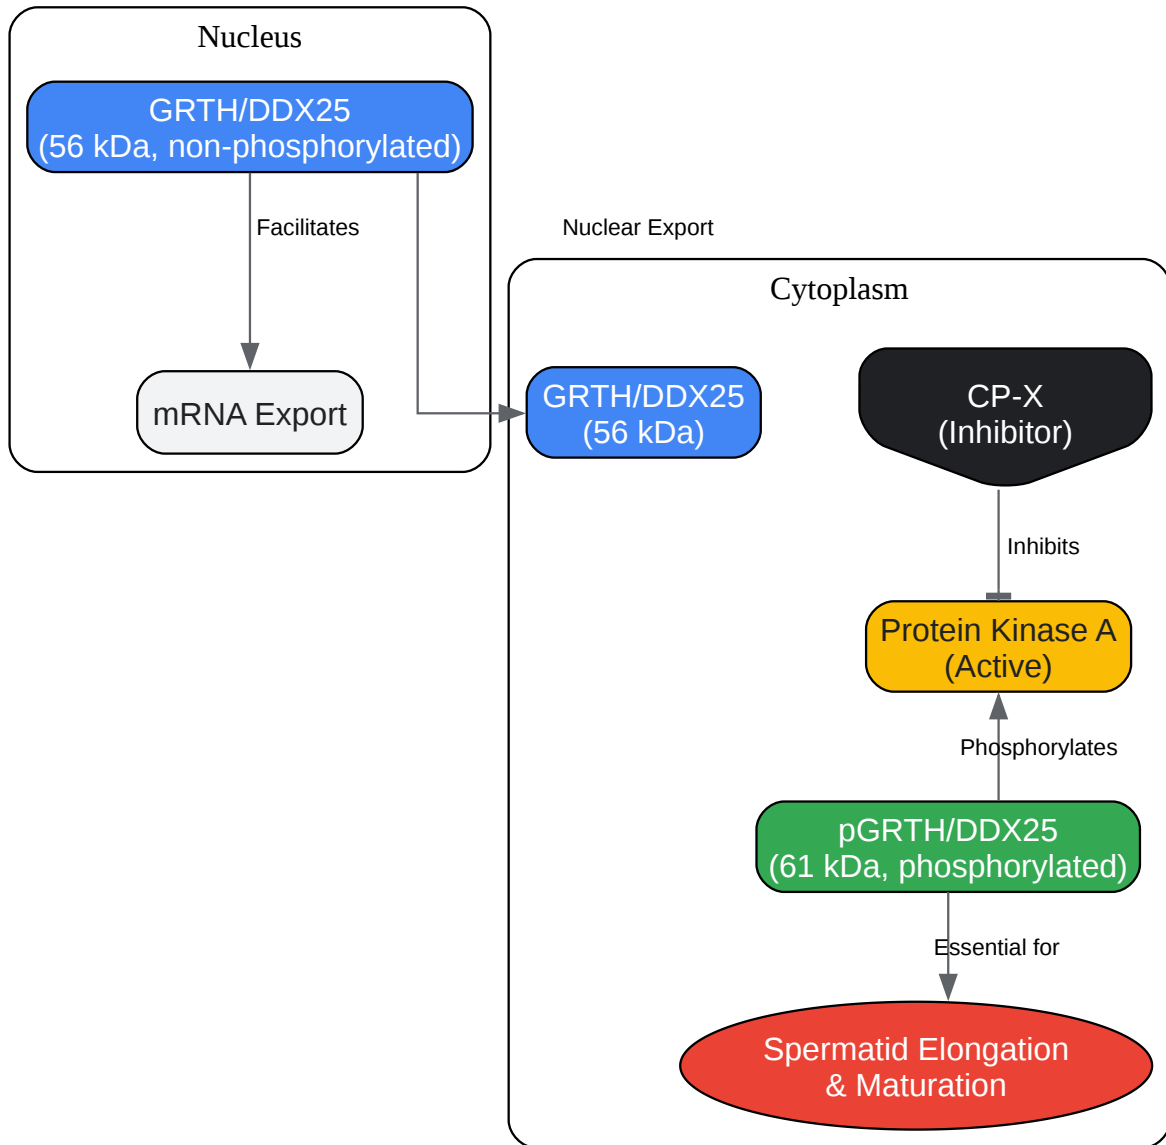 Nucleus
GRTH/DDX25
(56 kDa, non-phosphorylated)
Facilitates
Nuclear Export
mRNA Export
Cytoplasm
GRTH/DDX25
(56 kDa)
CP-X
(Inhibitor)
Inhibits
Protein Kinase A
(Active)
Phosphorylates
pGRTH/DDX25
(61 kDa, phosphorylated)
Essential for
Spermatid Elongation
& Maturation